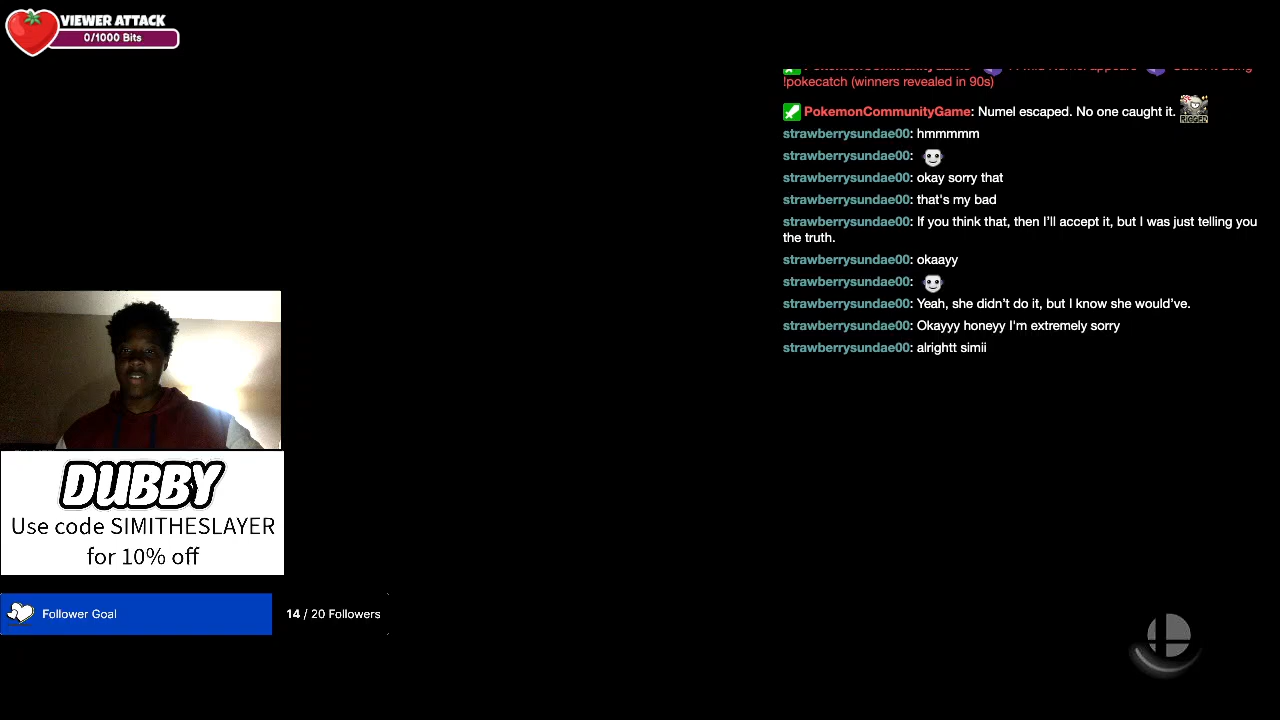 VIEWER ATTACK
0/1000 Bits
!pokecatch (winners revealed in 90s)
PokemonCommunityGame: Numel escaped. No one caught it.
RIGGED
strawberrysundae00: hmmmmm
strawberrysundae00:
strawberrysundae00: okay sorry that
strawberrysundae00: that's my bad
strawberrysundae00: If you think that, then I’ll accept it, but I was just telling you
the truth.
strawberrysundae00: okaayy
strawberrysundae00:
strawberrysundae00: Yeah, she didn’t do it, but I know she would’ve.
strawberrysundae00: Okayyy honeyy I'm extremely sorry
strawberrysundae00: alrightt simii
DUBBY
Use code SIMITHESLAYER
for 10% off
Follower Goal
14 / 20 Followers